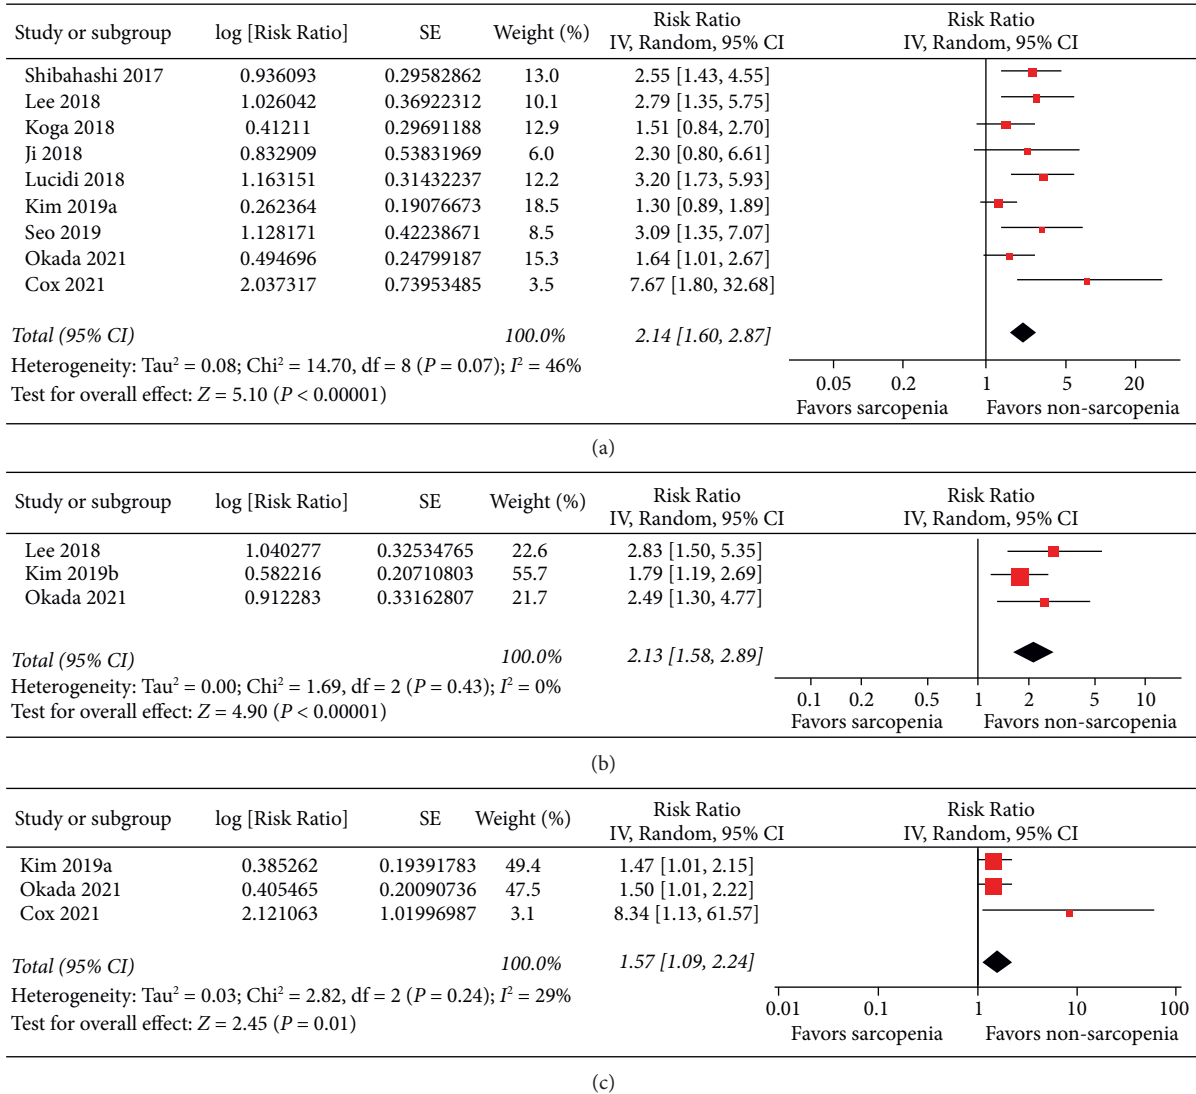 Study or subgroup log [Risk Ratio] SE Weight (%) Risk Ratio Risk Ratio
IV, Random, 95% CI IV, Random, 95% CI
Shibahashi 2017 0.936093 0.29582862 13.0 2.55 [1.43, 4.55]
Lee 2018 1.026042 0.36922312 10.1 2.79 [1.35, 5.75]
Koga 2018 0.41211 0.29691188 12.9 1.51 [0.84, 2.70]
Ji 2018 0.832909 0.53831969 6.0 2.30 [0.80, 6.61]
Lucidi 2018 1.163151 0.31432237 12.2 3.20 [1.73, 5.93]
Kim 2019a 0.262364 0.19076673 18.5 1.30 [0.89, 1.89]
Seo 2019 1.128171 0.42238671 8.5 3.09 [1.35, 7.07]
Okada 2021 0.494696 0.24799187 15.3 1.64 [1.01, 2.67]
Cox 2021 2.037317 0.73953485 3.5 7.67 [1.80, 32.68]
Total (95% CI) 100.0% 2.14 [1.60, 2.87]
Heterogeneity: Tau² = 0.08; Chi² = 14.70, df = 8 (P = 0.07); I² = 46%
Test for overall effect: Z = 5.10 (P < 0.00001)
0.05 0.2 1 5 20
Favors sarcopenia Favors non-sarcopenia
(a)
Study or subgroup log [Risk Ratio] SE Weight (%) Risk Ratio Risk Ratio
IV, Random, 95% CI IV, Random, 95% CI
Lee 2018 1.040277 0.32534765 22.6 2.83 [1.50, 5.35]
Kim 2019b 0.582216 0.20710803 55.7 1.79 [1.19, 2.69]
Okada 2021 0.912283 0.33162807 21.7 2.49 [1.30, 4.77]
Total (95% CI) 100.0% 2.13 [1.58, 2.89]
Heterogeneity: Tau² = 0.00; Chi² = 1.69, df = 2 (P = 0.43); I² = 0%
Test for overall effect: Z = 4.90 (P < 0.00001)
0.1 0.2 0.5 1 2 5 10
Favors sarcopenia Favors non-sarcopenia
(b)
Study or subgroup log [Risk Ratio] SE Weight (%) Risk Ratio Risk Ratio
IV, Random, 95% CI IV, Random, 95% CI
Kim 2019a 0.385262 0.19391783 49.4 1.47 [1.01, 2.15]
Okada 2021 0.405465 0.20090736 47.5 1.50 [1.01, 2.22]
Cox 2021 2.121063 1.01996987 3.1 8.34 [1.13, 61.57]
Total (95% CI) 100.0% 1.57 [1.09, 2.24]
Heterogeneity: Tau² = 0.03; Chi² = 2.82, df = 2 (P = 0.24); I² = 29%
Test for overall effect: Z = 2.45 (P = 0.01)
0.01 0.1 1 10 100
Favors sarcopenia Favors non-sarcopenia
(c)